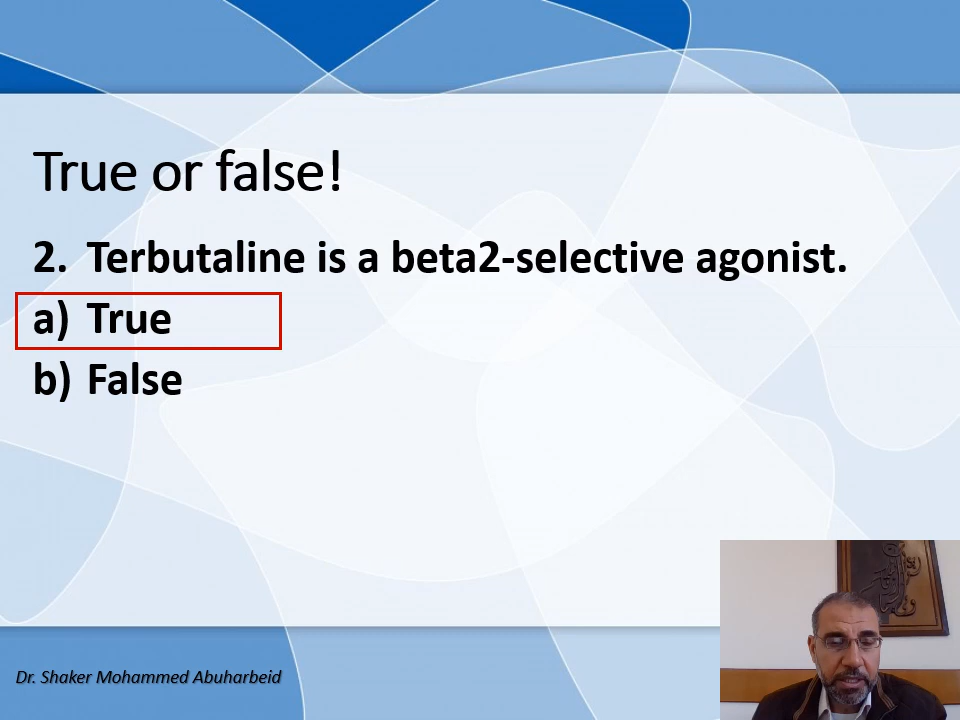 True or false!
2. Terbutaline is a beta2-selective agonist.
a) True
b) False
Dr. Shaker Mohammed Abuharbeid